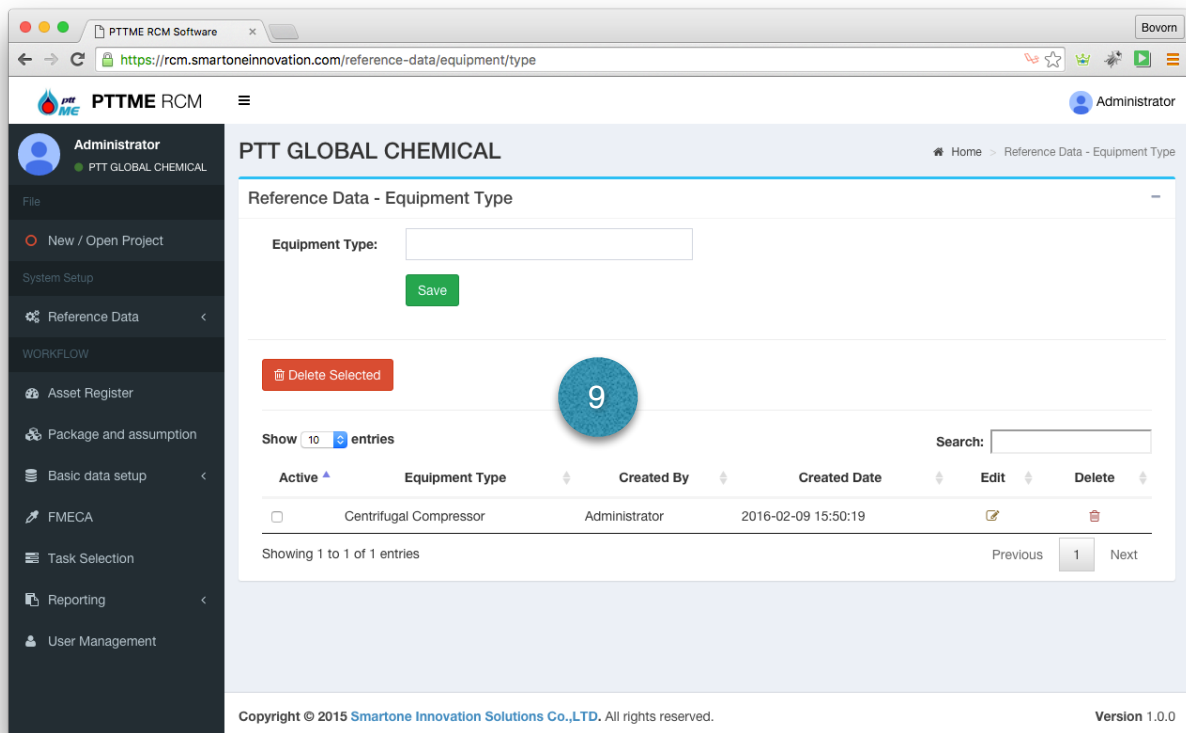 PTTME RCM Software
Bovorn
https://rcm.smartoneinnovation.com/reference-data/equipment/type
ptt ME PTTME RCM
Administrator
Administrator
PTT GLOBAL CHEMICAL
PTT GLOBAL CHEMICAL
Home > Reference Data - Equipment Type
File
New / Open Project
System Setup
Reference Data
WORKFLOW
Asset Register
Package and assumption
Basic data setup
FMECA
Task Selection
Reporting
User Management
Reference Data - Equipment Type
Equipment Type:
Save
Delete Selected
9
Show 10 entries
Search:
Active Equipment Type Created By Created Date Edit Delete
Centrifugal Compressor Administrator 2016-02-09 15:50:19
Showing 1 to 1 of 1 entries
Previous 1 Next
Copyright © 2015 Smartone Innovation Solutions Co.,LTD. All rights reserved.
Version 1.0.0